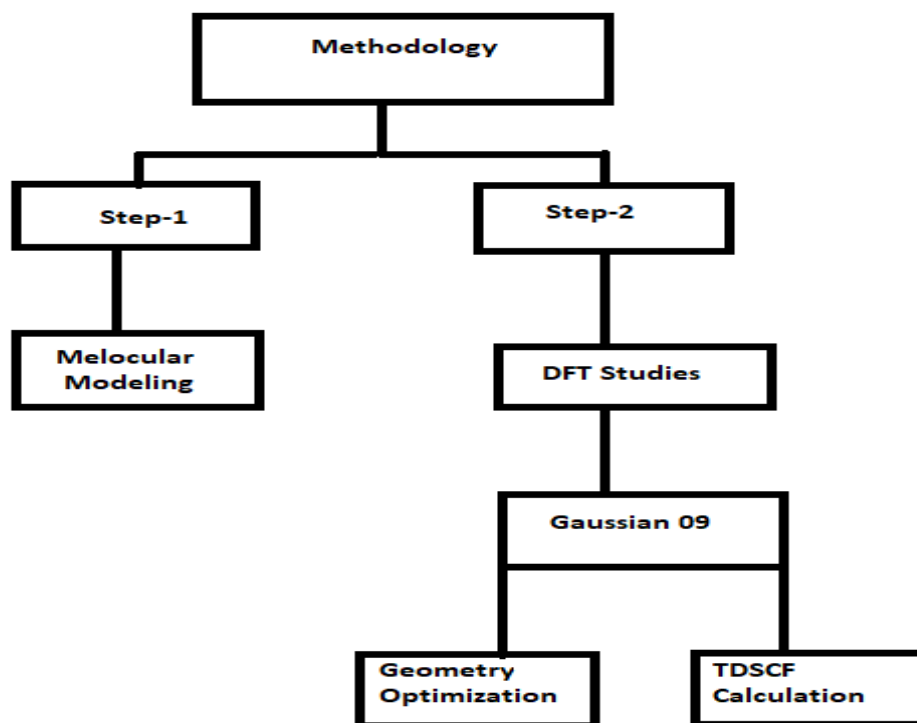 Methodology
Step-1
Step-2
Melocular
Modeling
DFT Studies
Gaussian 09
Geometry
Optimization
TDSCF
Calculation